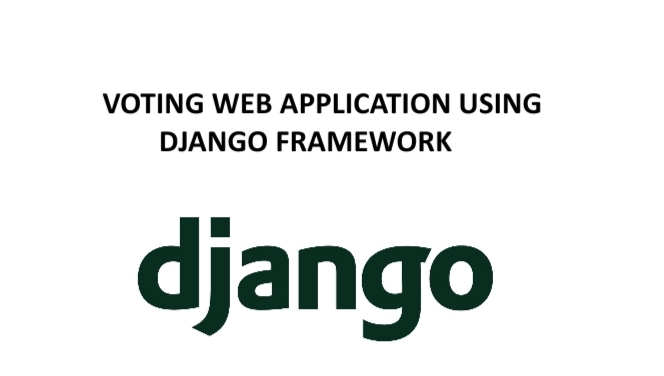 VOTING WEB APPLICATION USING
DJANGO FRAMEWORK
django